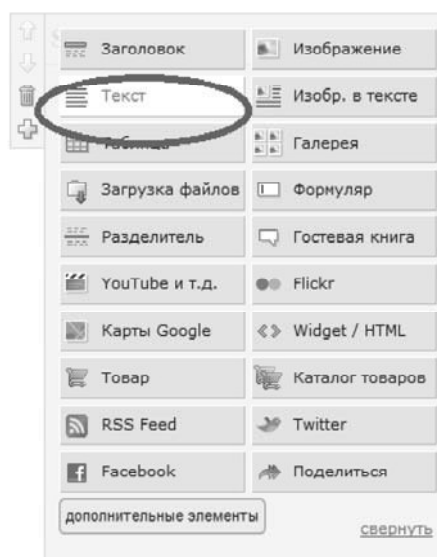 Заголовок
Изображение
Текст
Изобр. в тексте
Таблица
Галерея
Загрузка файлов
Формуляр
Разделитель
Гостевая книга
YouTube и т.д.
Flickr
Карты Google
Widget / HTML
Товар
Каталог товаров
RSS Feed
Twitter
Facebook
Поделиться
дополнительные элементы
свернуть